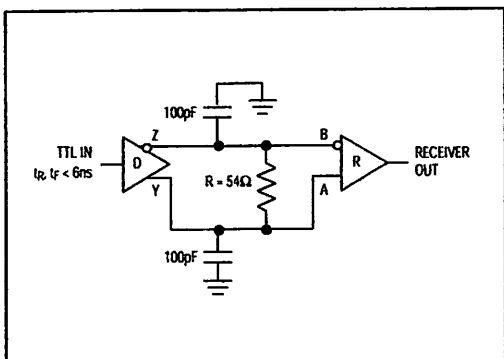 100pF
Z
B
TTL IN
D
R
RECEIVER
OUT
tR, tF < 6ns
Y
R = 54Ω
A
100pF